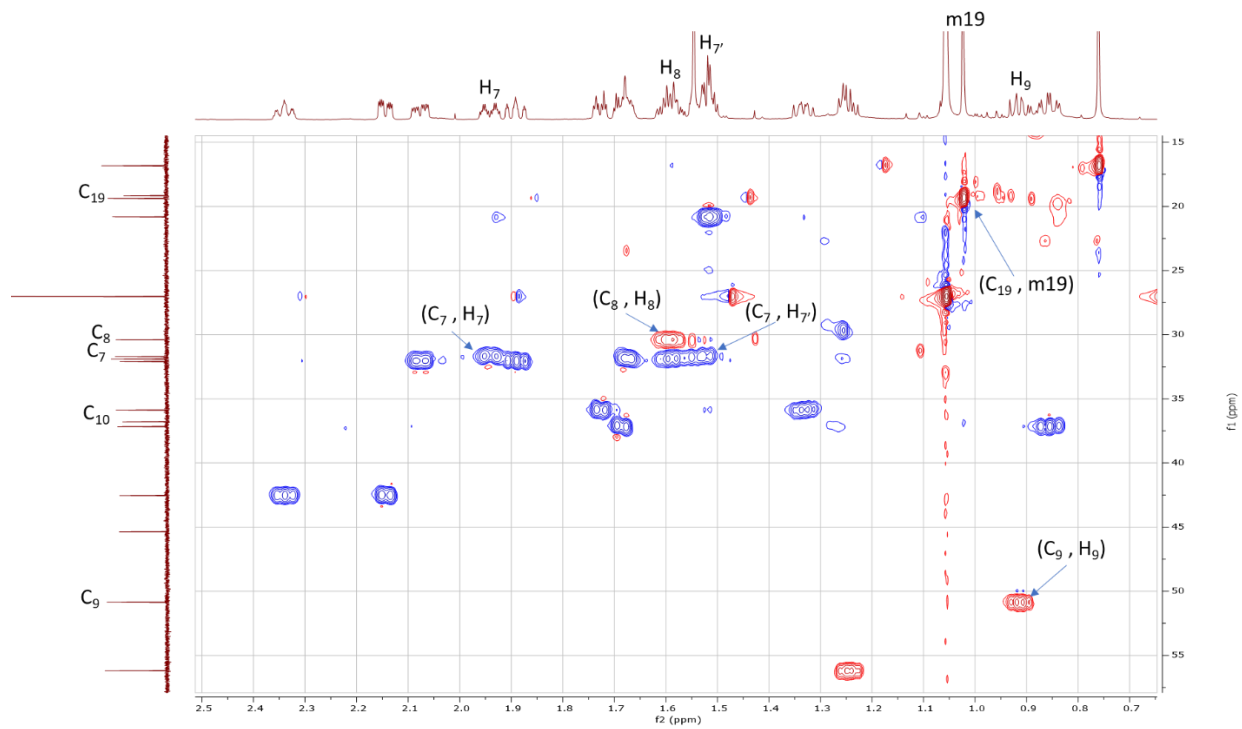 m19
H7'
H8
H7
H9
C19
C8
C7
C10
C9
(C19 , m19)
(C8 , H8)
(C7 , H7)
(C7 , H7')
(C9 , H9)
15
20
25
30
35
40
45
50
55
f1 (ppm)
2.5 2.4 2.3 2.2 2.1 2.0 1.9 1.8 1.7 1.6 1.5 1.4 1.3 1.2 1.1 1.0 0.9 0.8 0.7
f2 (ppm)